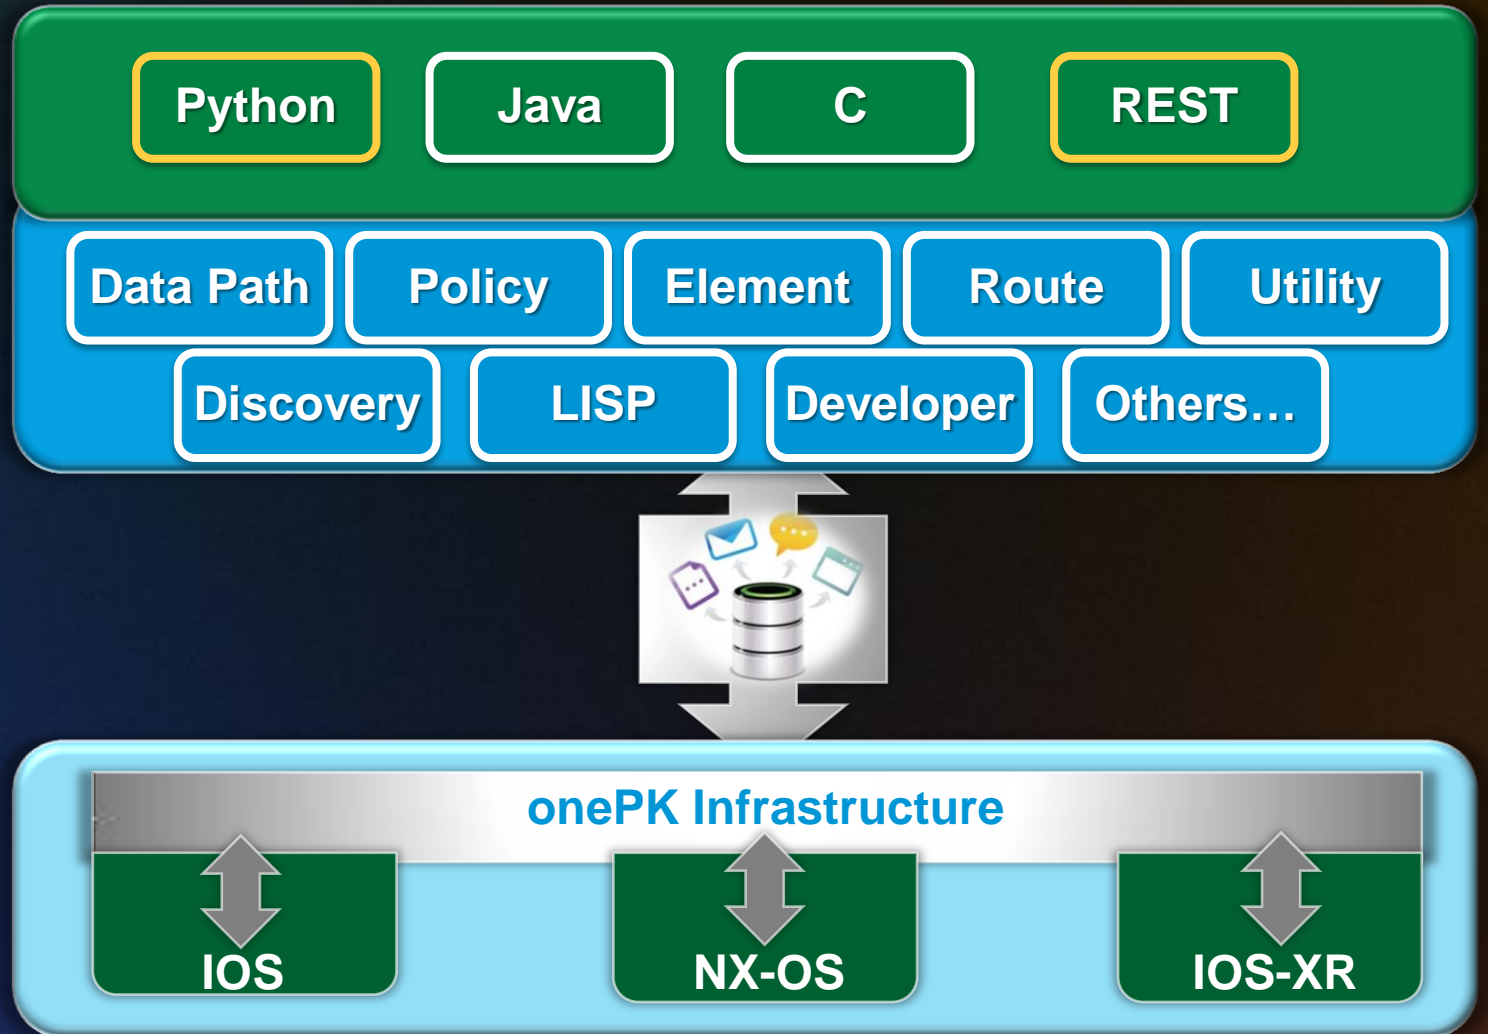 Python
Java
C
REST
Data Path
Policy
Element
Route
Utility
Discovery
LISP
Developer
Others…
onePK Infrastructure
IOS
NX-OS
IOS-XR